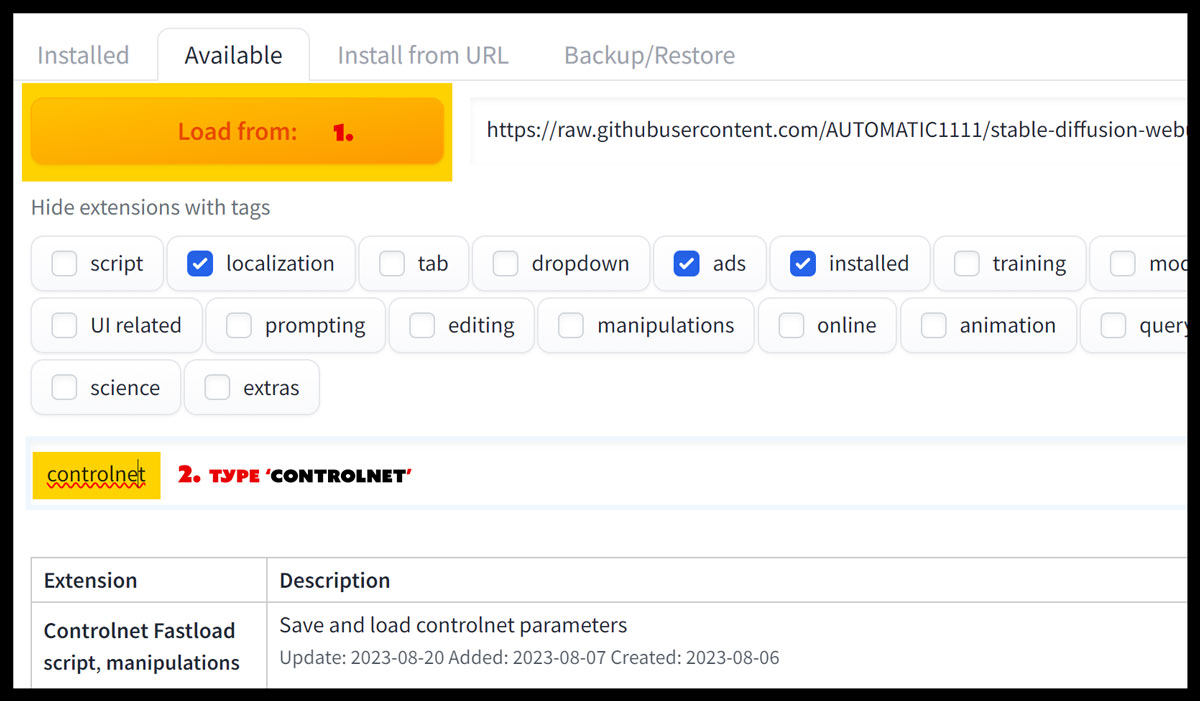 Installed Available Install from URL Backup/Restore
Load from: 1. https://raw.githubusercontent.com/AUTOMATIC1111/stable-diffusion-web
Hide extensions with tags
script localization tab dropdown ads installed training
UI related prompting editing manipulations online animation query
science extras
controlnet 2. TYPE ‘CONTROLNET’
Extension Description
Controlnet Fastload Save and load controlnet parameters
script, manipulations Update: 2023-08-20 Added: 2023-08-07 Created: 2023-08-06